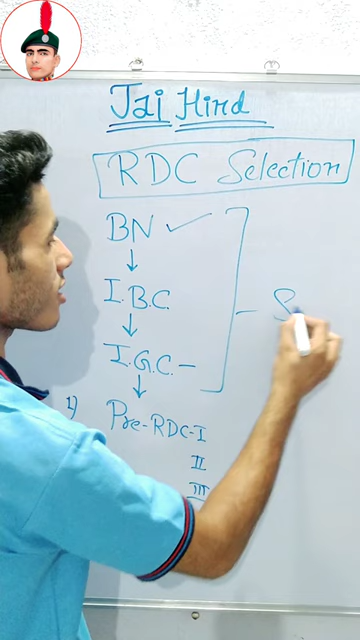 Jai Hind
RDC Selection
BN ✓
↓
I.B.C.
↓
I.G.C. –
↓
1) Pre-RDC-I
II
III
S